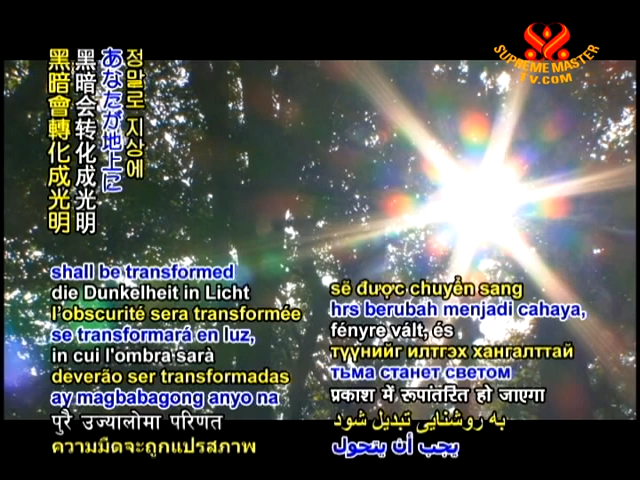 SUPREME MASTER
TV.COM
정말로 지상에
あなたが地上に
黑暗会转化成光明
黑暗會轉化成光明
shall be transformed
die Dunkelheit in Licht
l'obscurité sera transformée
se transformará en luz,
in cui l'ombra sarà
deverão ser transformadas
ay magbabagong anyo na
पुरै उज्यालोमा परिणत
ความมืดจะถูกแปรสภาพ
sẽ được chuyển sang
hrs berubah menjadi cahaya,
fényre vált, és
түүнийг илтгэх хангалттай
тьма станет светом
प्रकाश में रूपांतरित हो जाएगा
به روشنایی تبدیل شود
يجب أن يتحول